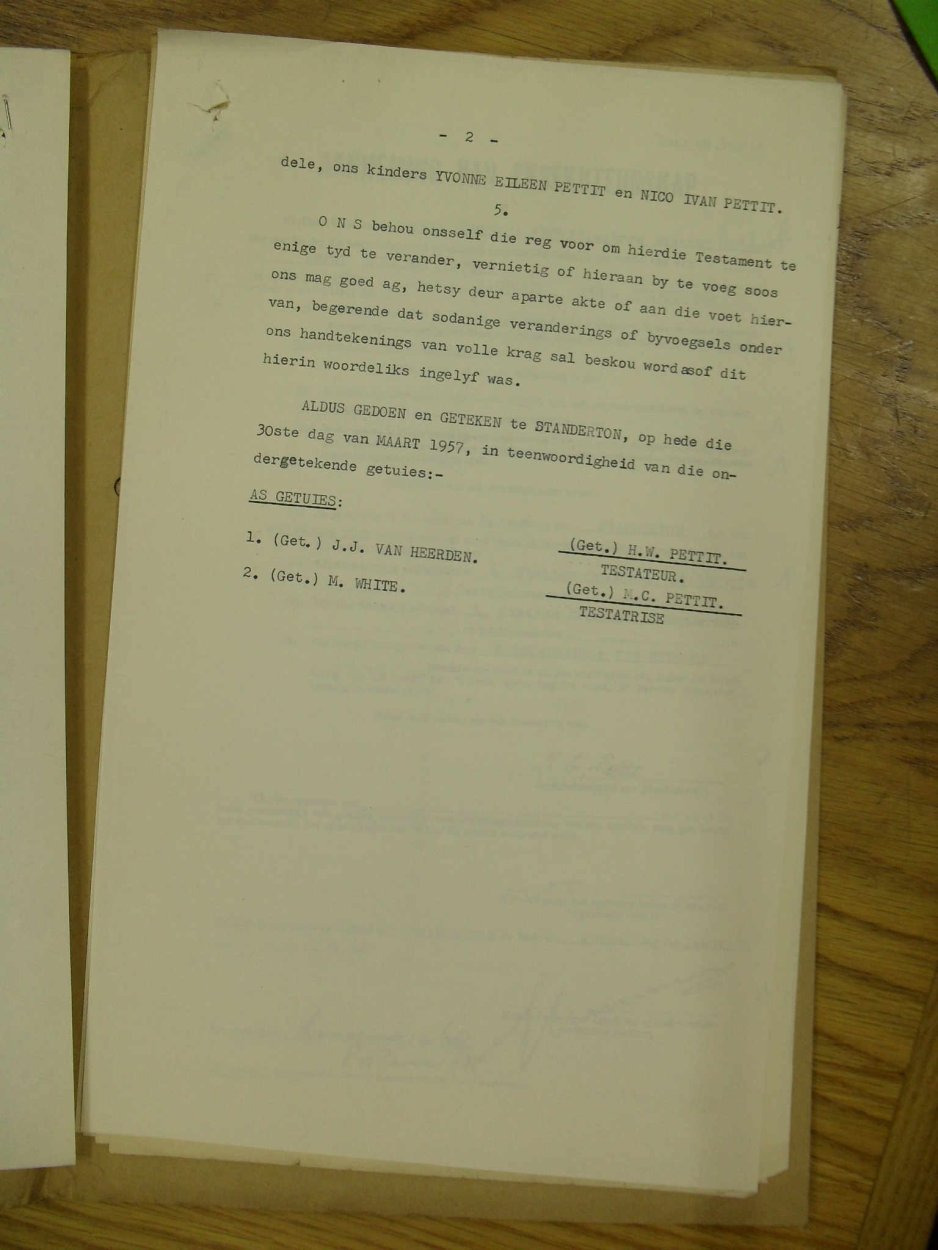 - 2 -
dele, ons kinders YVONNE EILEEN PETTIT en NICO IVAN PETTIT.
5.
O N S behou onsself die reg voor om hierdie Testament te
enige tyd te verander, vernietig of hieraan by te voeg soos
ons mag goed ag, hetsy deur aparte akte of aan die voet hier-
van, begerende dat sodanige veranderings of byvoegsels onder
ons handtekenings van volle krag sal beskou word asof dit
hierin woordeliks ingelyf was.
ALDUS GEDOEN en GETEKEN te STANDERTON, op hede die
30ste dag van MAART 1957, in teenwoordigheid van die on-
dergetekende getuies:-
AS GETUIES:
1. (Get.) J.J. VAN HEERDEN.
2. (Get.) M. WHITE.
(Get.) H.W. PETTIT.
TESTATEUR.
(Get.) M.C. PETTIT.
TESTATRISE